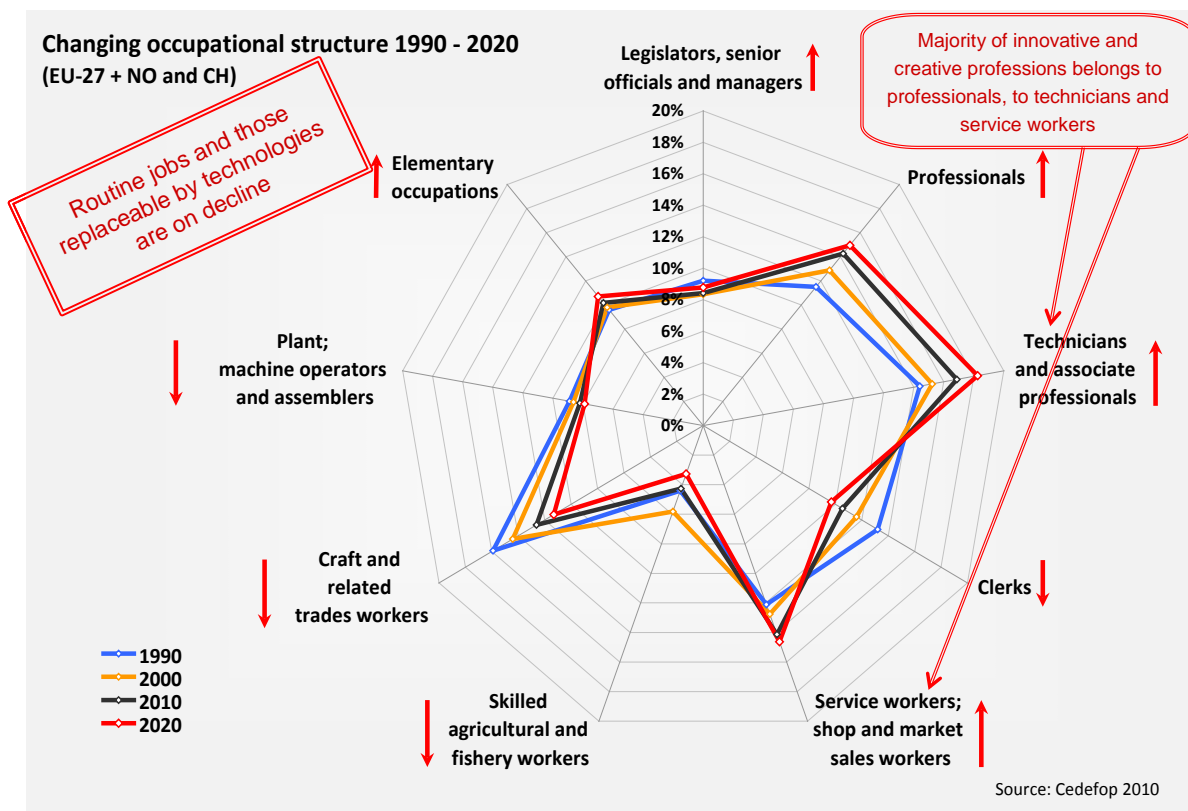 Changing occupational structure 1990 - 2020
(EU-27 + NO and CH)
Legislators, senior
officials and managers
Majority of innovative and
creative professions belongs to
professionals, to technicians and
service workers
Routine jobs and those
replaceable by technologies
are on decline
Elementary
occupations
Professionals
20%
18%
16%
14%
12%
10%
8%
6%
4%
2%
0%
Plant;
machine operators
and assemblers
Technicians
and associate
professionals
Craft and
related
trades workers
Clerks
1990
2000
2010
2020
Skilled
agricultural and
fishery workers
Service workers;
shop and market
sales workers
Source: Cedefop 2010